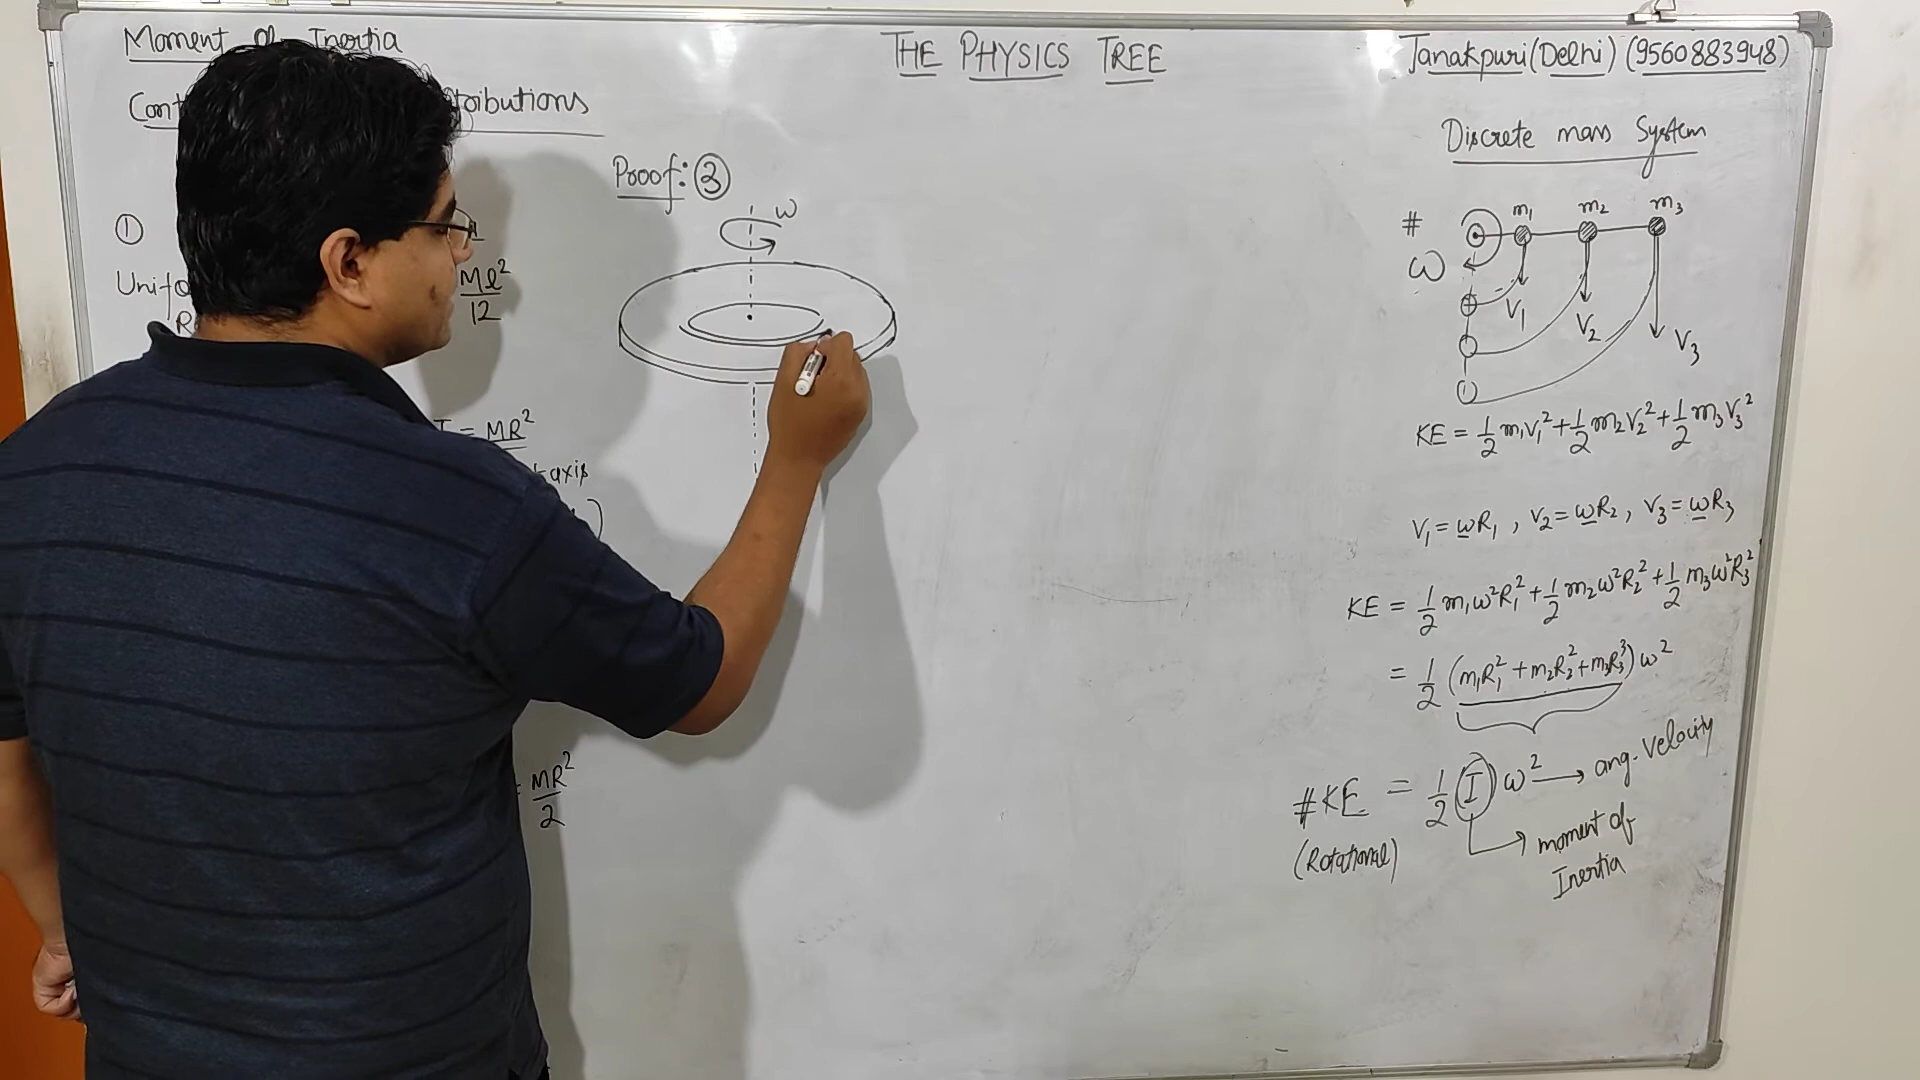 Moment of Inertia
THE PHYSICS TREE
Janakpuri (Delhi) (9560883948)
Proof: ③
ω
①
Ml²/12
I = MR²
axis
)
= MR²/2
Discrete mass System
#
m₁ m₂ m₃
ω
V₁ V₂ V₃
KE = 1/2 m₁v₁² + 1/2 m₂v₂² + 1/2 m₃v₃²
V₁ = ωR₁ , V₂ = ωR₂ , V₃ = ωR₃
KE = 1/2 m₁ω²R₁² + 1/2 m₂ω²R₂² + 1/2 m₃ω²R₃²
= 1/2 (m₁R₁² + m₂R₂² + m₃R₃³) ω²
#KE = 1/2 I ω² → ang. velocity
(Rotational)
→ moment of
Inertia